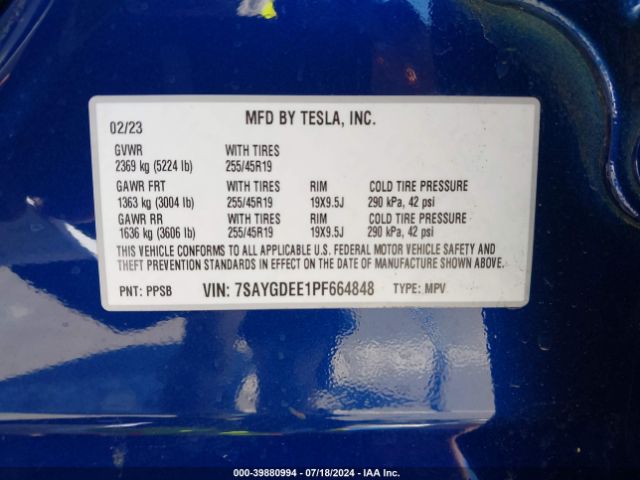 MFD BY TESLA, INC.
02/23
GVWR WITH TIRES
2369 kg (5224 lb) 255/45R19
GAWR FRT WITH TIRES RIM COLD TIRE PRESSURE
1363 kg (3004 lb) 255/45R19 19X9.5J 290 kPa, 42 psi
GAWR RR WITH TIRES RIM COLD TIRE PRESSURE
1636 kg (3606 lb) 255/45R19 19X9.5J 290 kPa, 42 psi
THIS VEHICLE CONFORMS TO ALL APPLICABLE U.S. FEDERAL MOTOR VEHICLE SAFETY AND
THEFT PREVENTION STANDARDS IN EFFECT ON THE DATE OF MANUFACTURE SHOWN ABOVE.
PNT: PPSB VIN: 7SAYGDEE1PF664848 TYPE: MPV
000-39880994 - 07/18/2024 - IAA Inc.